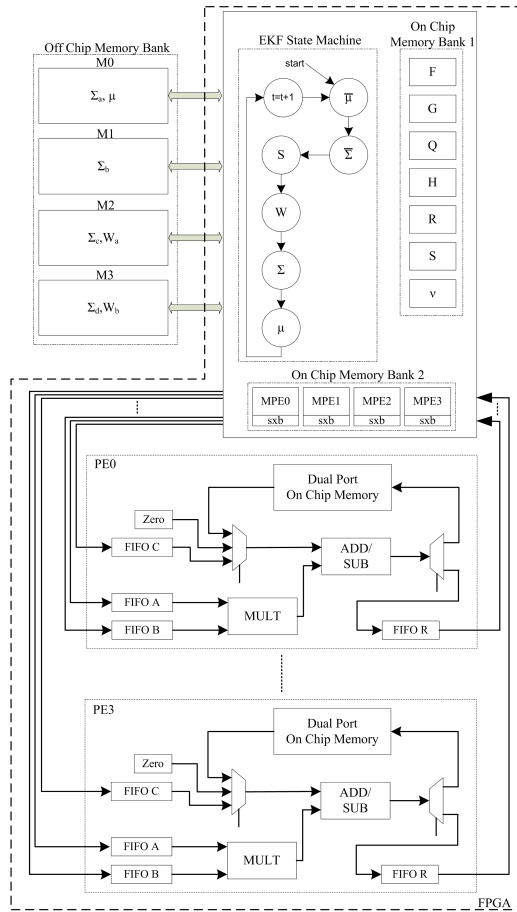 Off Chip Memory Bank
M0
Σa, μ
M1
Σb
M2
Σc,Wa
M3
Σd,Wb
EKF State Machine
start
t=t+1
μ̅
Σ̅
S
W
Σ
μ
On Chip
Memory Bank 1
F
G
Q
H
R
S
ν
On Chip Memory Bank 2
MPE0 MPE1 MPE2 MPE3
sxb sxb sxb sxb
PE0
Dual Port
On Chip Memory
Zero
FIFO C
ADD/
SUB
FIFO A
MULT
FIFO B
FIFO R
PE3
Dual Port
On Chip Memory
Zero
FIFO C
ADD/
SUB
FIFO A
MULT
FIFO B
FIFO R
FPGA